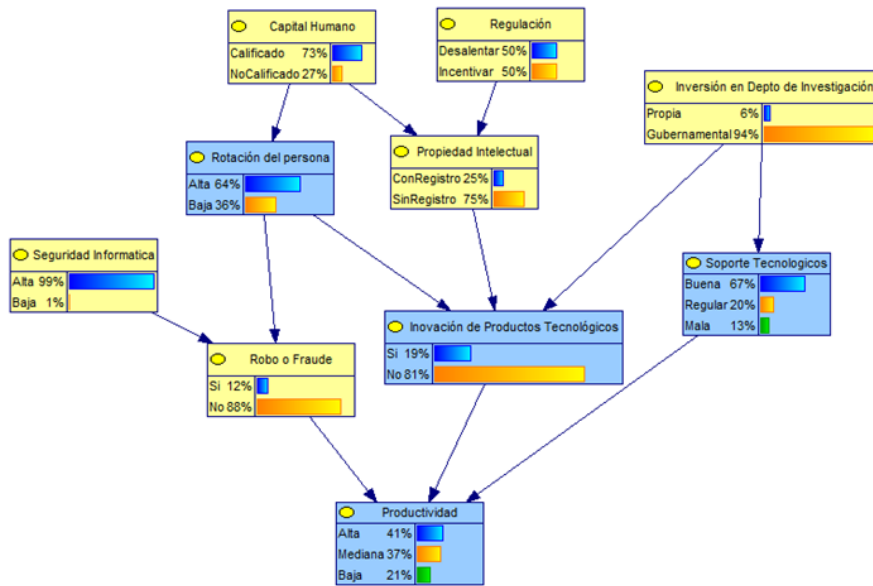 Capital Humano
Calificado 73%
NoCalificado 27%
Regulación
Desalentar 50%
Incentivar 50%
Inversión en Depto de Investigación
Propia 6%
Gubernamental 94%
Rotación del persona
Alta 64%
Baja 36%
Propiedad Intelectual
ConRegistro 25%
SinRegistro 75%
Seguridad Informatica
Alta 99%
Baja 1%
Soporte Tecnologicos
Buena 67%
Regular 20%
Mala 13%
Inovación de Productos Tecnológicos
Si 19%
No 81%
Robo o Fraude
Si 12%
No 88%
Productividad
Alta 41%
Mediana 37%
Baja 21%